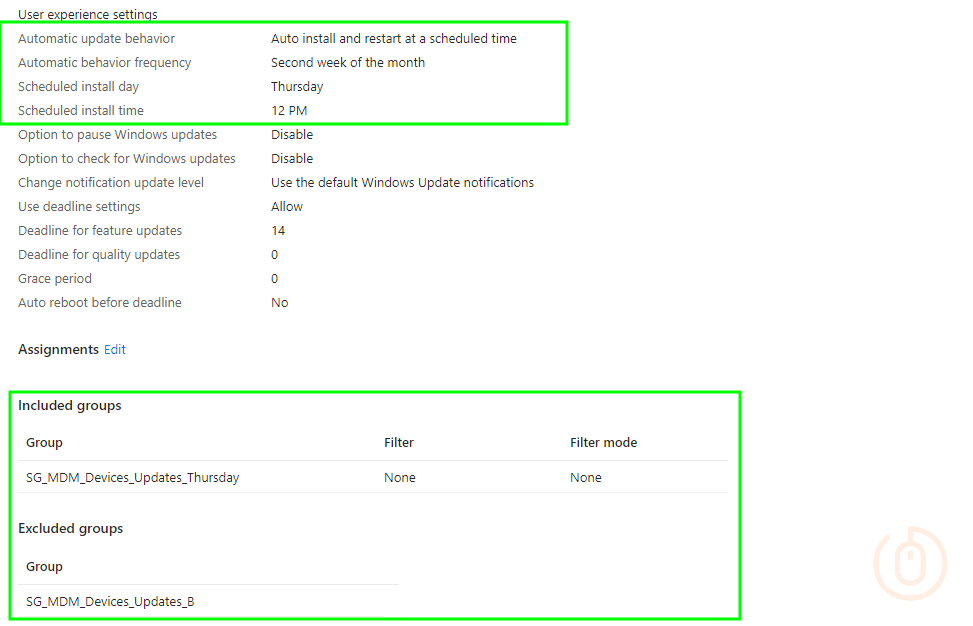 User experience settings
Automatic update behavior Auto install and restart at a scheduled time
Automatic behavior frequency Second week of the month
Scheduled install day Thursday
Scheduled install time 12 PM
Option to pause Windows updates Disable
Option to check for Windows updates Disable
Change notification update level Use the default Windows Update notifications
Use deadline settings Allow
Deadline for feature updates 14
Deadline for quality updates 0
Grace period 0
Auto reboot before deadline No
Assignments Edit
Included groups
Group Filter Filter mode
SG_MDM_Devices_Updates_Thursday None None
Excluded groups
Group
SG_MDM_Devices_Updates_B